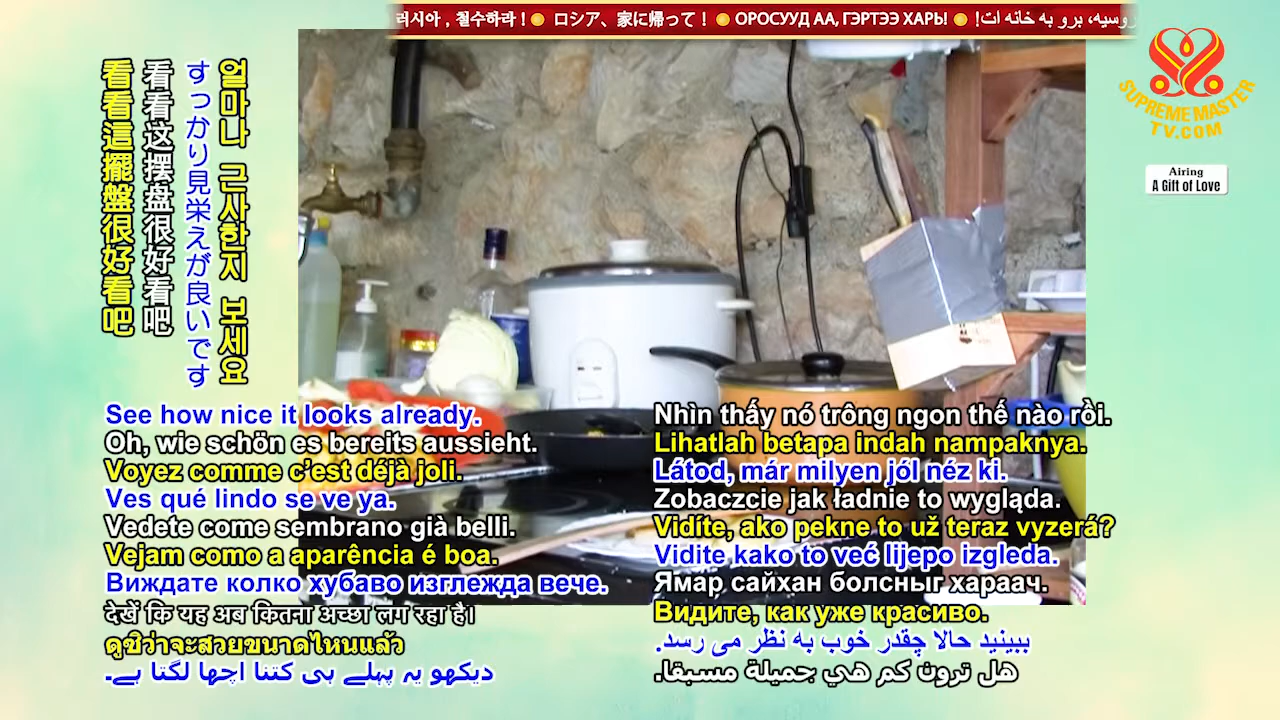 러시아 , 철수하라 ! ロシア、家に帰って！ ОРОСУУД АА, ГЭРТЭЭ ХАРЬ! روسیه، برو به خانه ات!
SUPREME MASTER
TV.COM
Airing
A Gift of Love
얼마나 근사한지 보세요
すっかり見栄えが良いです
看看这摆盘很好看吧
看看這擺盤很好看吧
See how nice it looks already.
Oh, wie schön es bereits aussieht.
Voyez comme c'est déjà joli.
Ves qué lindo se ve ya.
Vedete come sembrano già belli.
Vejam como a aparência é boa.
Виждате колко хубаво изглежда вече.
देखें कि यह अब कितना अच्छा लग रहा है।
ดูซิว่าจะสวยขนาดไหนแล้ว
دیکھو یہ پہلے ہی کتنا اچھا لگتا ہے۔
Nhìn thấy nó trông ngon thế nào rồi.
Lihatlah betapa indah nampaknya.
Látod, már milyen jól néz ki.
Zobaczcie jak ładnie to wygląda.
Vidíte, ako pekne to už teraz vyzerá?
Vidite kako to već lijepo izgleda.
Ямар сайхан болсныг хараач.
Видите, как уже красиво.
ببینید حالا چقدر خوب به نظر می رسد.
هل ترون كم هي جميلة مسبقا.